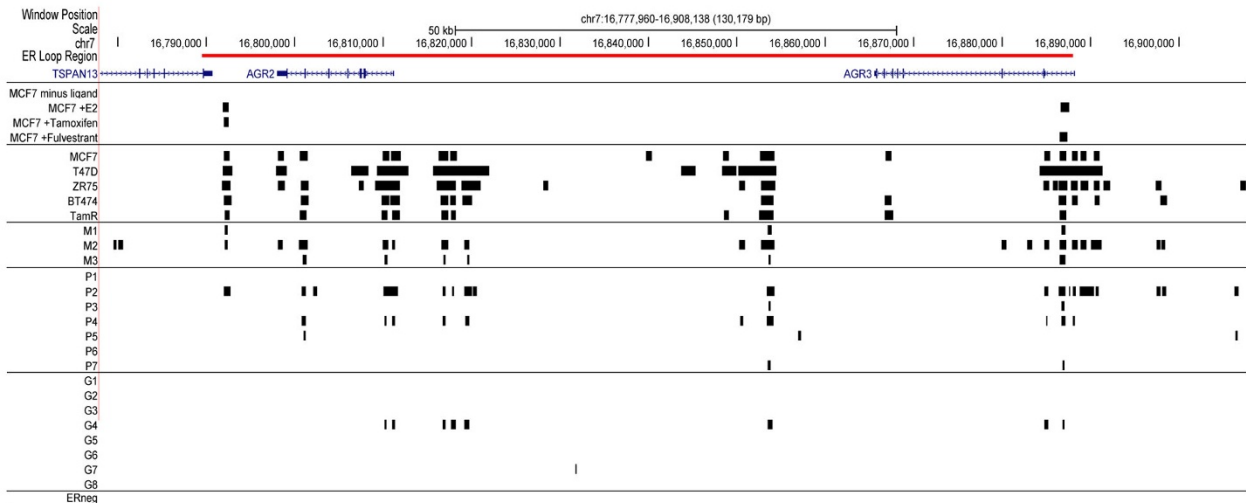 Window Position chr7:16,777,960-16,908,138 (130,179 bp)
Scale 50 kb
chr7 16,790,000 16,800,000 16,810,000 16,820,000 16,830,000 16,840,000 16,850,000 16,860,000 16,870,000 16,880,000 16,890,000 16,900,000
ER Loop Region
TSPAN13 AGR2 AGR3
MCF7 minus ligand
MCF7 +E2
MCF7 +Tamoxifen
MCF7 +Fulvestrant
MCF7
T47D
ZR75
BT474
TamR
M1
M2
M3
P1
P2
P3
P4
P5
P6
P7
G1
G2
G3
G4
G5
G6
G7
G8
ERneg